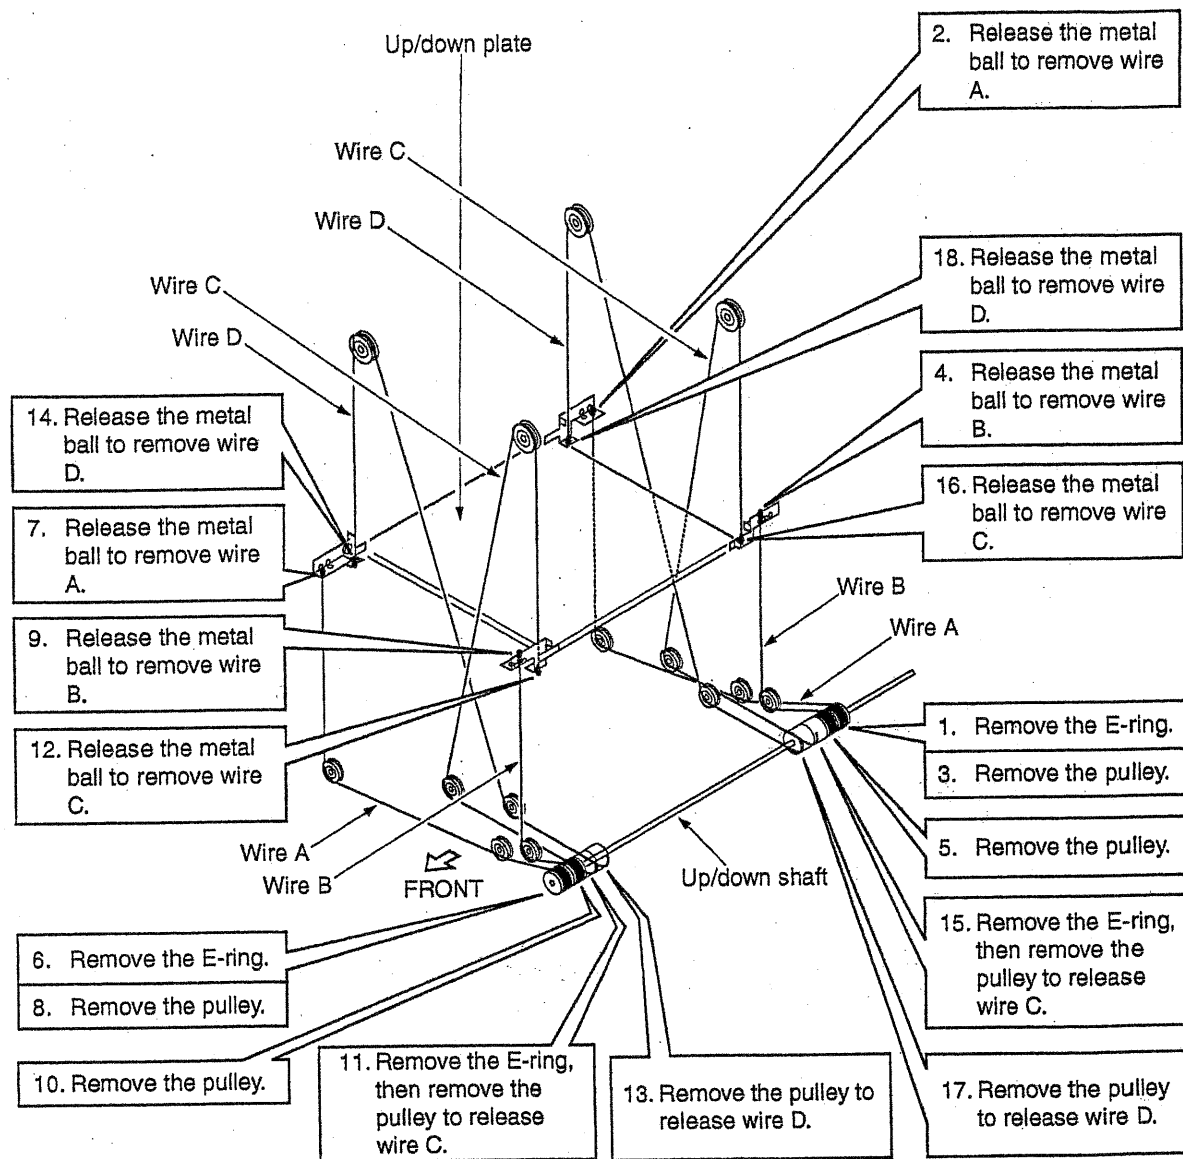 Up/down plate
2. Release the metal
ball to remove wire
A.
Wire C
Wire D
18. Release the metal
ball to remove wire
D.
Wire C
Wire D
4. Release the metal
ball to remove wire
B.
14. Release the metal
ball to remove wire
D.
16. Release the metal
ball to remove wire
C.
7. Release the metal
ball to remove wire
A.
Wire B
Wire A
9. Release the metal
ball to remove wire
B.
1. Remove the E-ring.
12. Release the metal
ball to remove wire
C.
3. Remove the pulley.
5. Remove the pulley.
Wire A
Wire B
FRONT
Up/down shaft
15. Remove the E-ring,
then remove the
pulley to release
wire C.
6. Remove the E-ring.
8. Remove the pulley.
10. Remove the pulley.
11. Remove the E-ring,
then remove the
pulley to release
wire C.
13. Remove the pulley to
release wire D.
17. Remove the pulley
to release wire D.